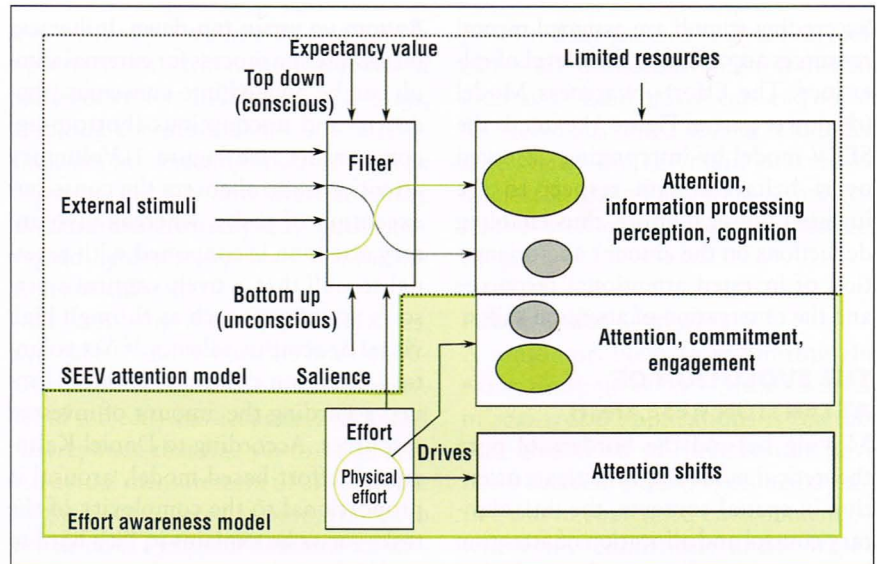 Expectancy value
Top down
(conscious)
Limited resources
Filter
External stimuli
Attention,
information processing
perception, cognition
Bottom up
(unconscious)
Attention, commitment,
engagement
SEEV attention model
Salience
Effort
Drives
Physical
effort
Attention shifts
Effort awareness model